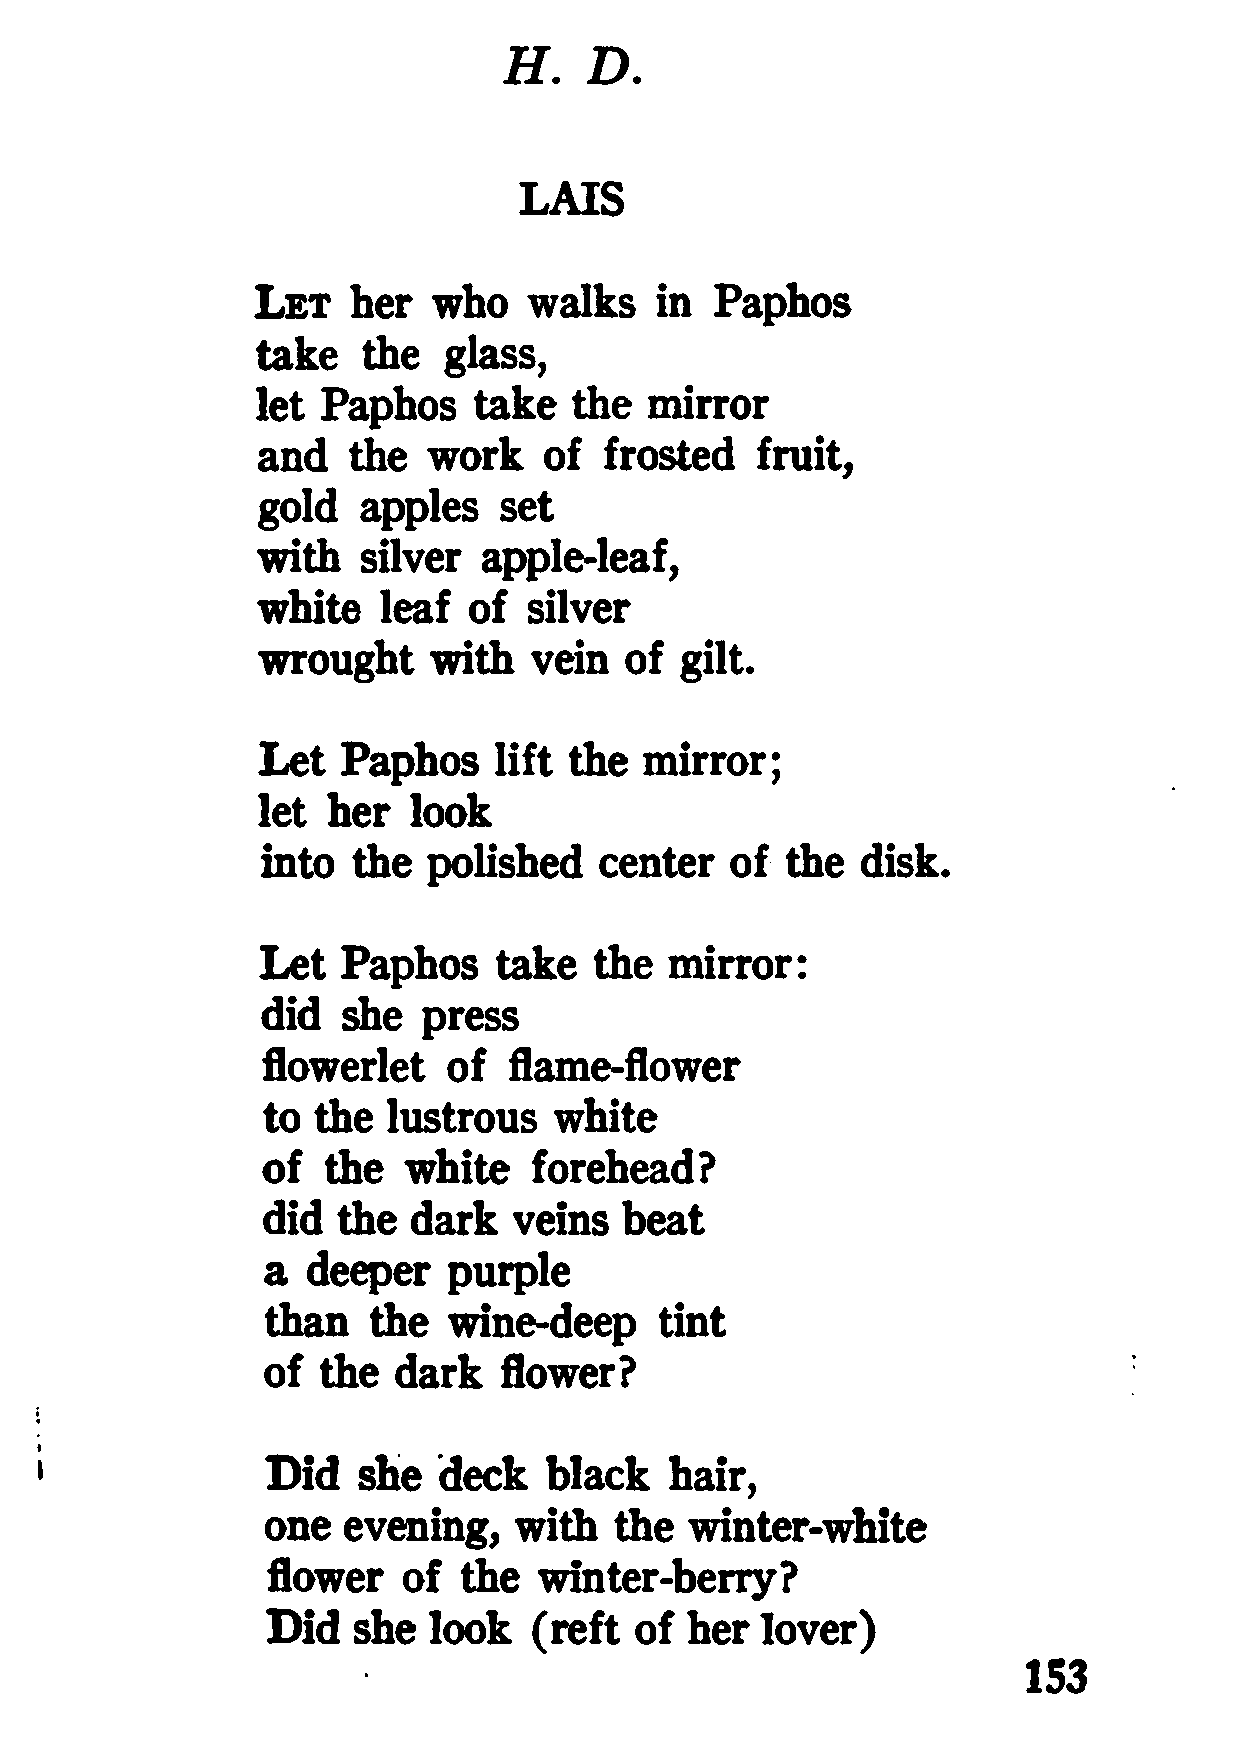 H. D.
LAIS
LET her who walks in Paphos
take the glass,
let Paphos take the mirror
and the work of frosted fruit,
gold apples set
with silver apple-leaf,
white leaf of silver
wrought with vein of gilt.
Let Paphos lift the mirror;
let her look
into the polished center of the disk.
Let Paphos take the mirror:
did she press
flowerlet of flame-flower
to the lustrous white
of the white forehead?
did the dark veins beat
a deeper purple
than the wine-deep tint
of the dark flower?
Did she deck black hair,
one evening, with the winter-white
flower of the winter-berry?
Did she look (reft of her lover)
153